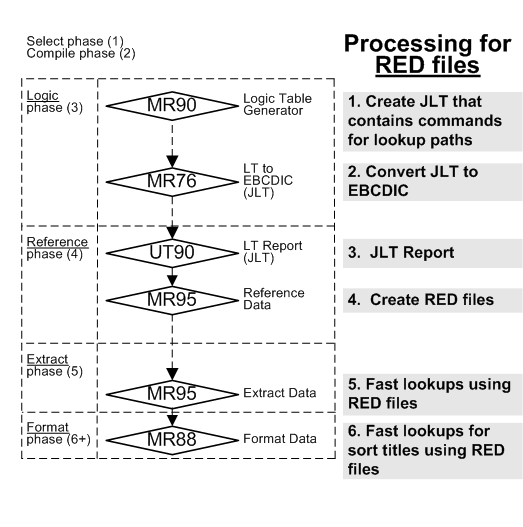 Select phase (1)
Compile phase (2)
Processing for
RED files
Logic
phase (3)
MR90
Logic Table
Generator
1. Create JLT that
contains commands
for lookup paths
MR76
LT to
EBCDIC
(JLT)
2. Convert JLT to
EBCDIC
Reference
phase (4)
UT90
LT Report
(JLT)
3.  JLT Report
MR95
Reference
Data
4.  Create RED files
Extract
phase (5)
MR95
Extract Data
5. Fast lookups using
RED files
Format
phase (6+)
MR88
Format Data
6. Fast lookups for
sort titles using RED
files